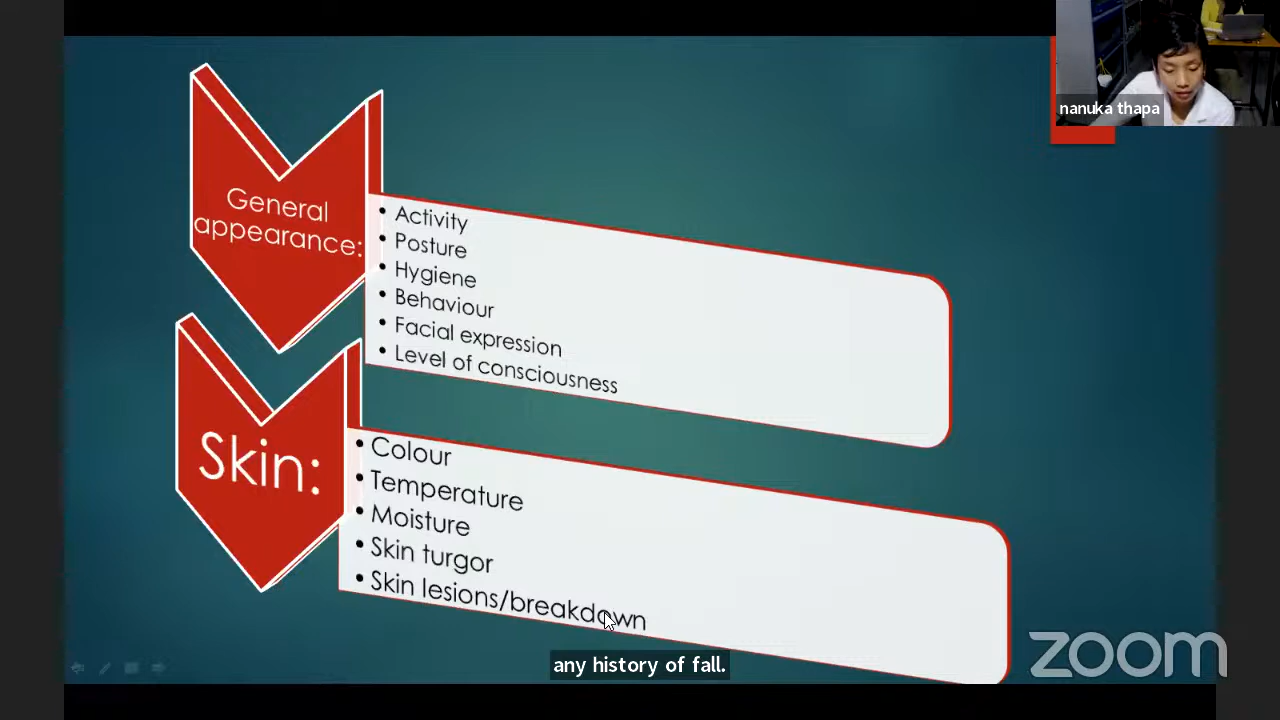 nanuka thapa
General
appearance:
• Activity
• Posture
• Hygiene
• Behaviour
• Facial expression
• Level of consciousness
Skin:
• Colour
• Temperature
• Moisture
• Skin turgor
• Skin lesions/breakdown
any history of fall.
zoom